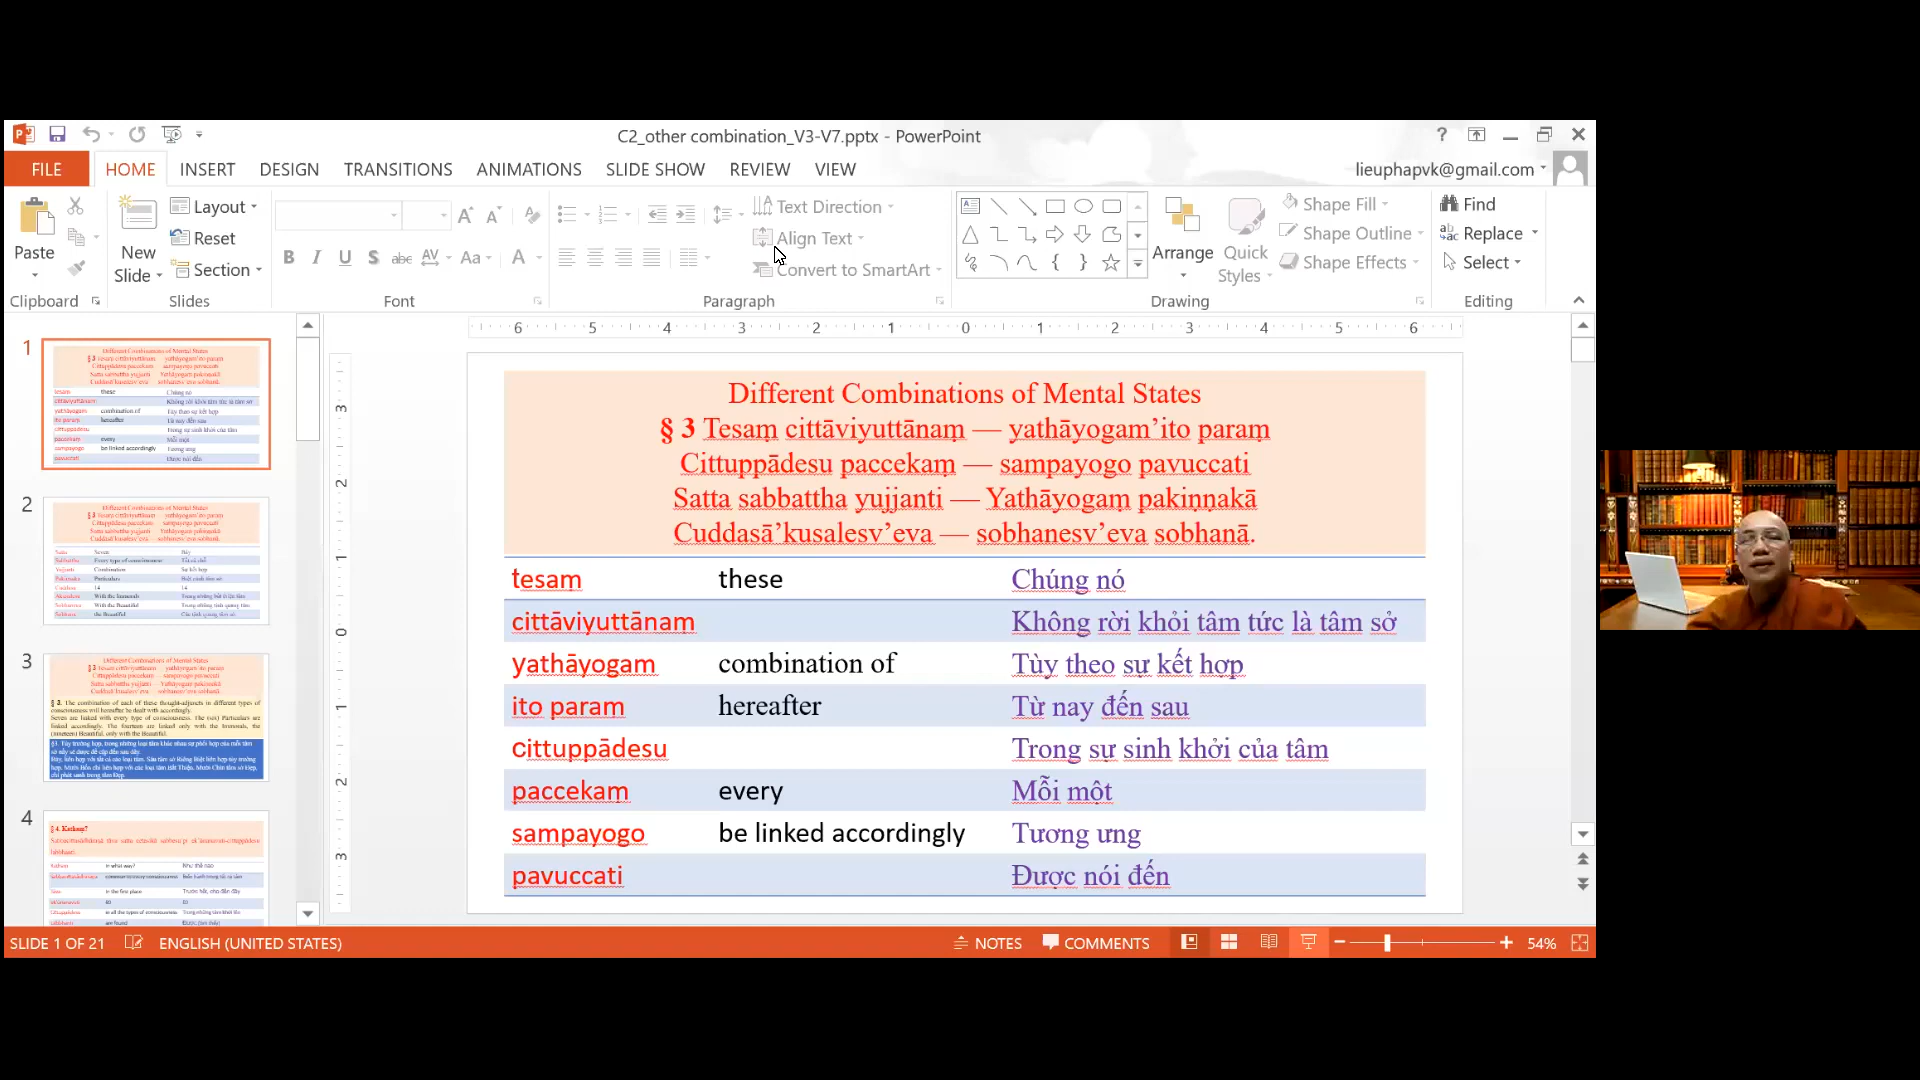 C2_other combination_V3-V7.pptx - PowerPoint
FILE HOME INSERT DESIGN TRANSITIONS ANIMATIONS SLIDE SHOW REVIEW VIEW
lieuphapvk@gmail.com
Paste
New Slide
Layout
Reset
Section
Text Direction
Align Text
Convert to SmartArt
Arrange
Quick Styles
Shape Fill
Shape Outline
Shape Effects
Find
Replace
Select
Clipboard Slides Font Paragraph Drawing Editing
1
2
3
4
Different Combinations of Mental States
§ 3 Tesaṃ cittāviyuttānaṃ — yathāyogam’ito paraṃ
Cittuppādesu paccekaṃ — sampayogo pavuccati
Satta sabbattha yujjanti — Yathāyogaṃ pakiṇṇakā
Cuddasā’kusalesv’eva — sobhanesv’eva sobhanā.
tesaṃ these Chúng nó
cittāviyuttānaṃ Không rời khỏi tâm tức là tâm sở
yathāyogaṃ combination of Tùy theo sự kết hợp
ito paraṃ hereafter Từ nay đến sau
cittuppādesu Trong sự sinh khởi của tâm
paccekaṃ every Mỗi một
sampayogo be linked accordingly Tương ưng
pavuccati Được nói đến
SLIDE 1 OF 21 ENGLISH (UNITED STATES) NOTES COMMENTS 54%